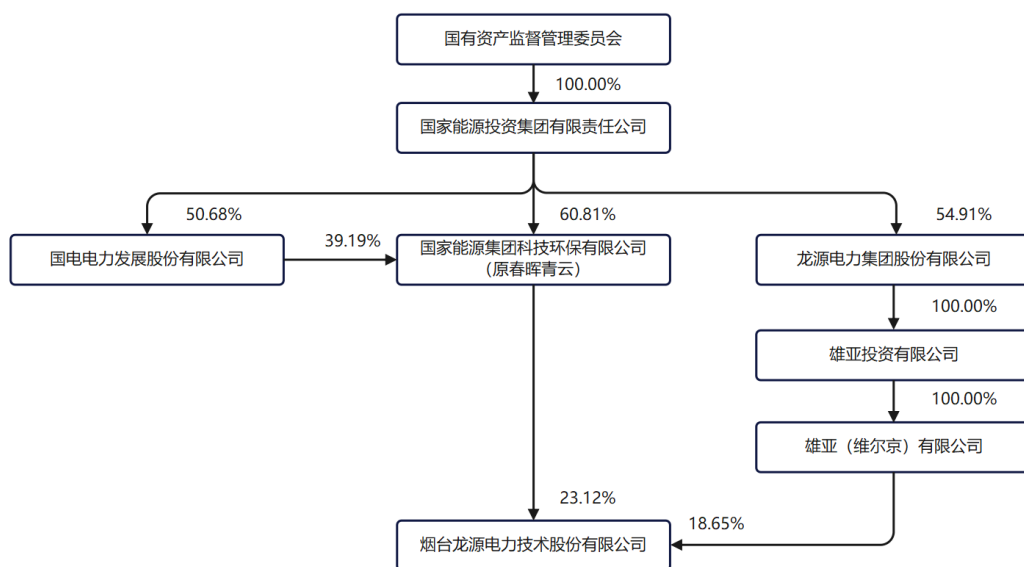 国有资产监督管理委员会
100.00%
国家能源投资集团有限责任公司
50.68%
60.81%
54.91%
国电电力发展股份有限公司
39.19%
国家能源集团科技环保有限公司
（原春晖青云）
龙源电力集团股份有限公司
100.00%
雄亚投资有限公司
100.00%
雄亚（维尔京）有限公司
23.12%
18.65%
烟台龙源电力技术股份有限公司